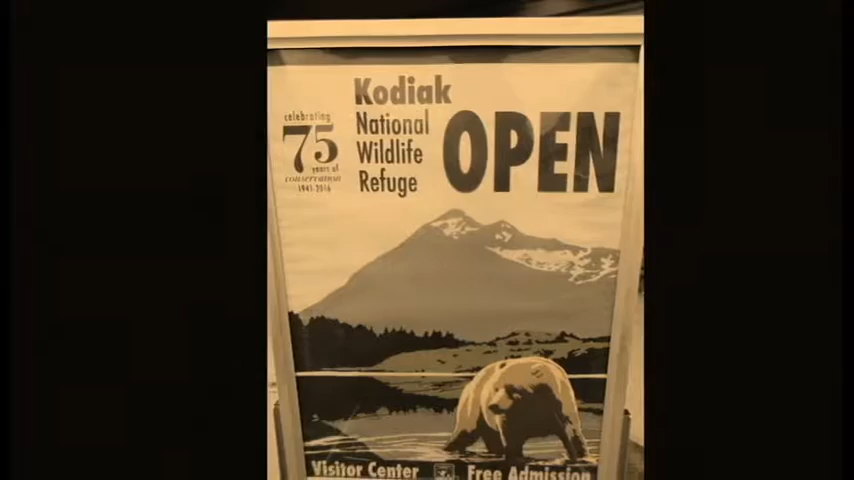 Kodiak
National
Wildlife
Refuge
OPEN
celebrating
75
years of
conservation
1941-2016
Visitor Center
Free Admission